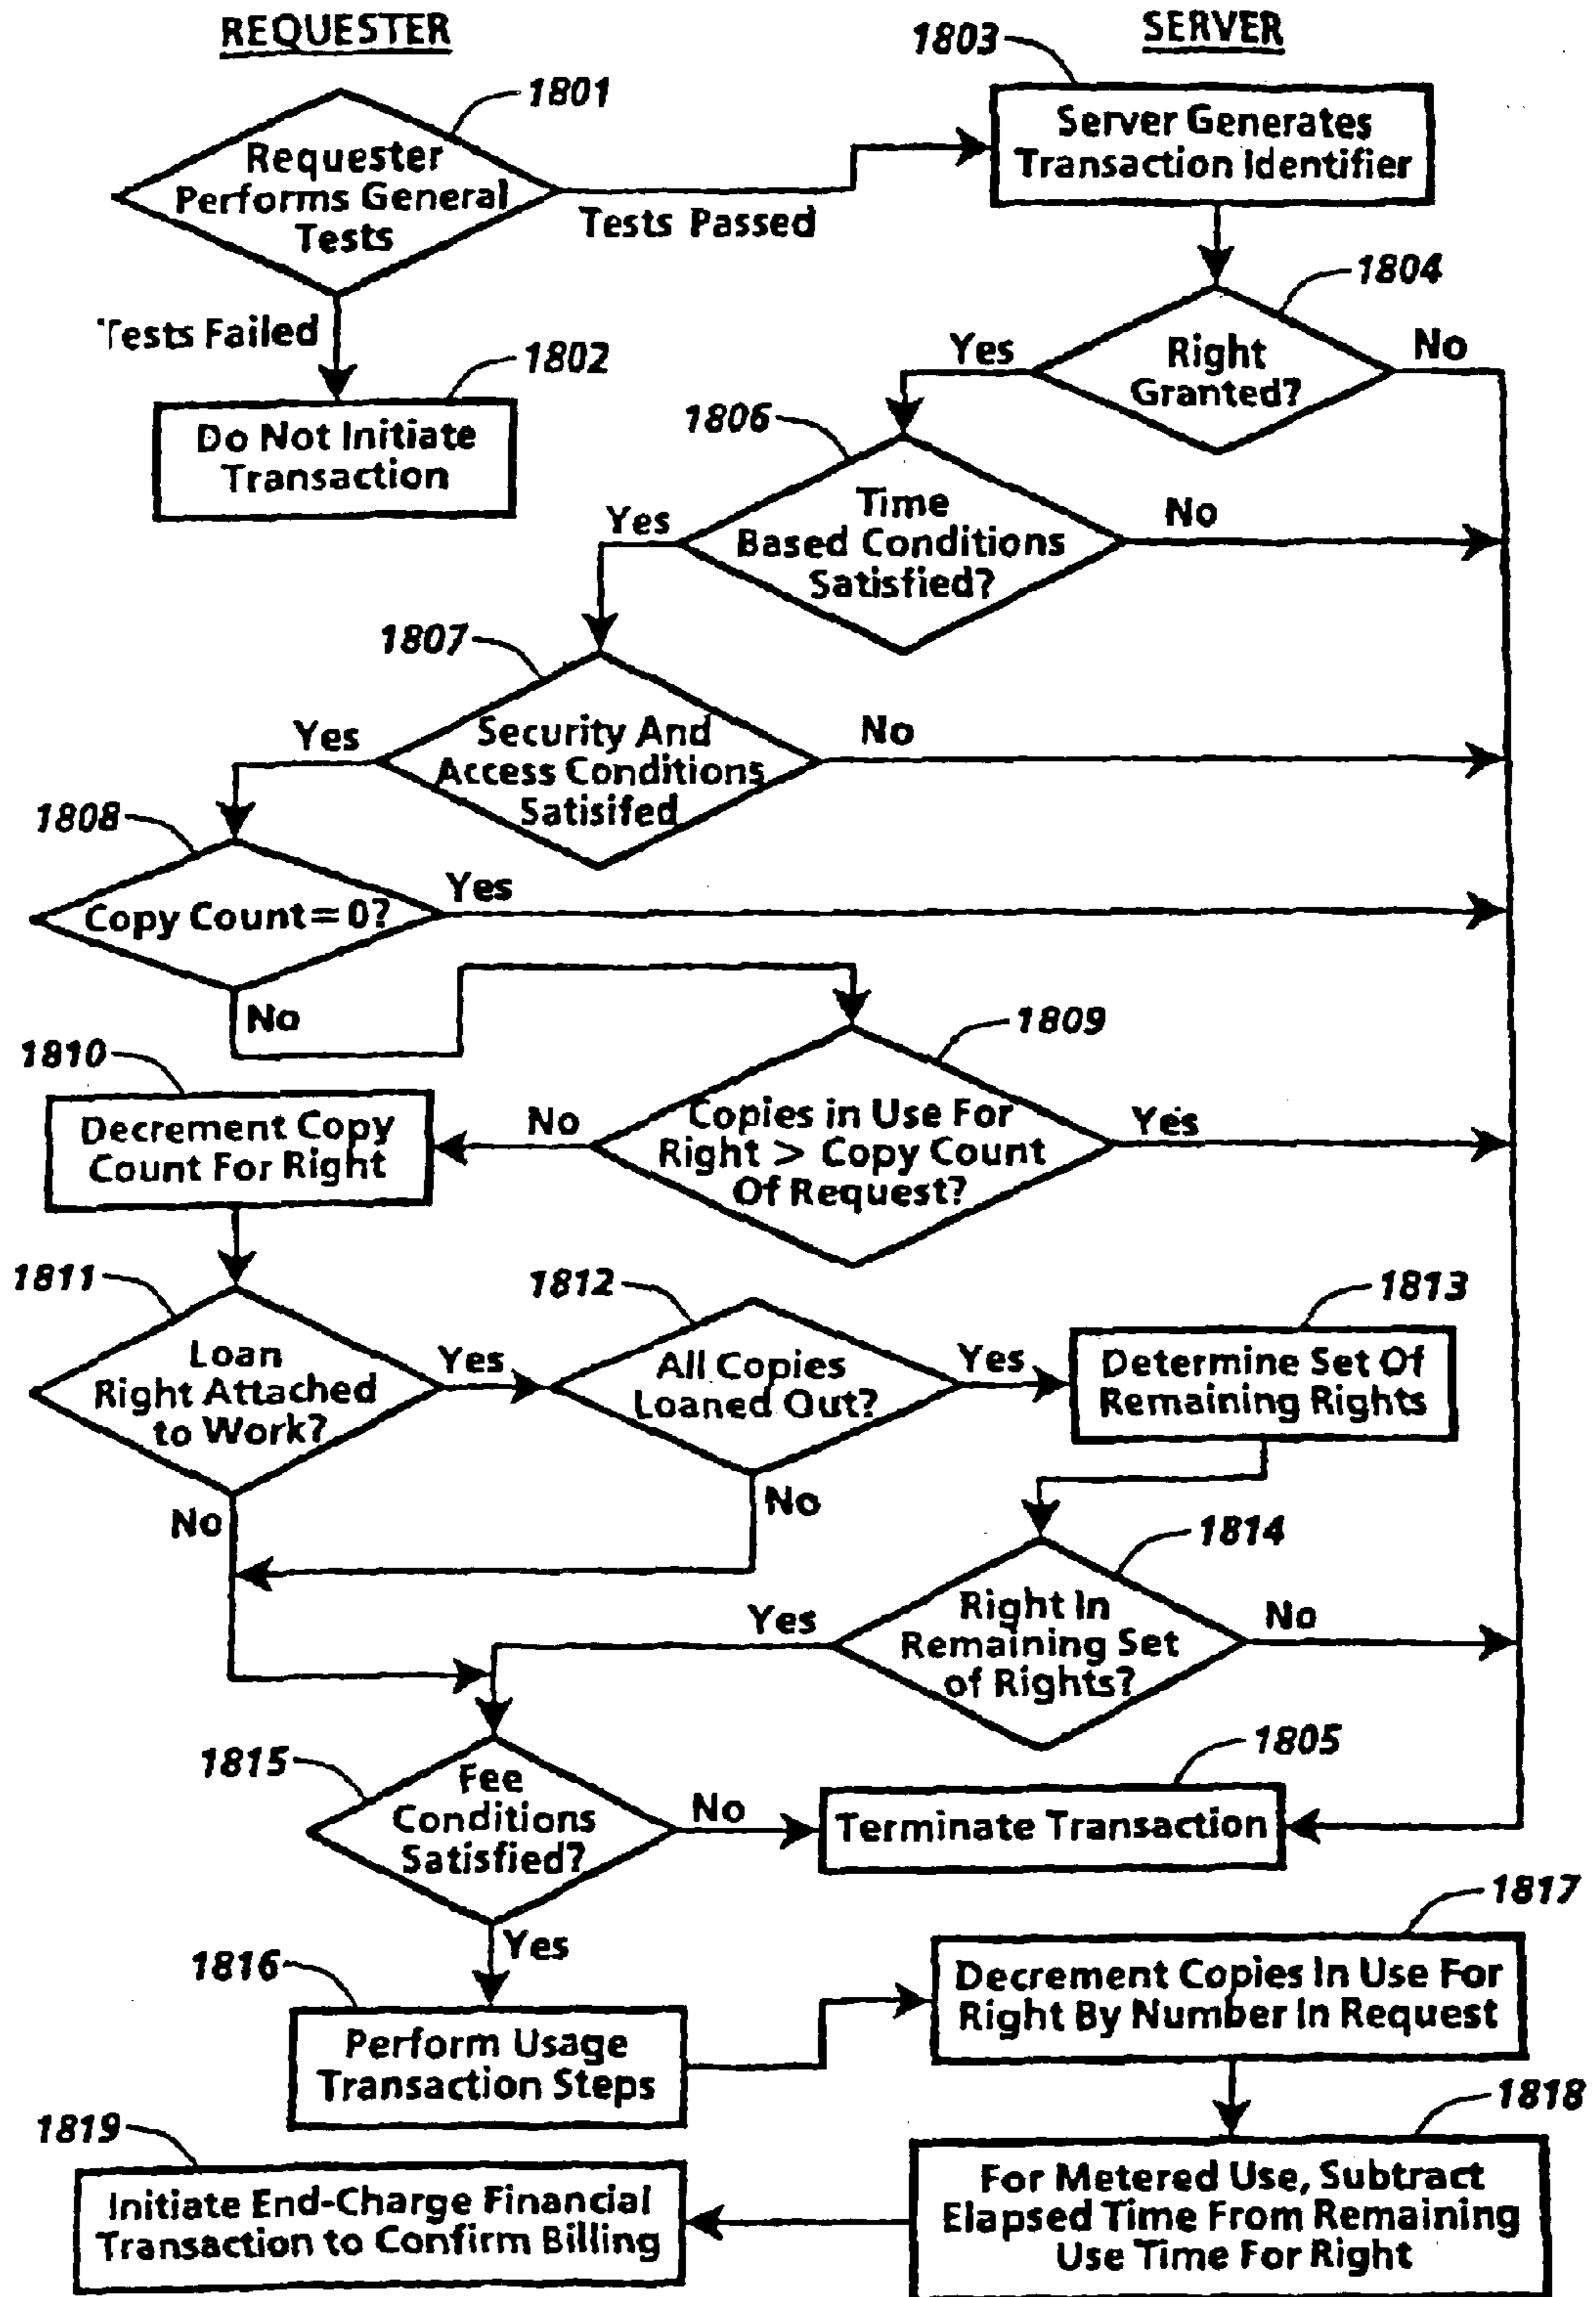 REQUESTER
SERVER
1801
Requester
Performs General
Tests
Tests Passed
1803
Server Generates
Transaction Identifier
Tests Failed
1802
Do Not Initiate
Transaction
1804
Right
Granted?
Yes
No
1806
Time
Based Conditions
Satisfied?
Yes
No
1807
Security And
Access Conditions
Satisifed
Yes
No
1808
Copy Count=0?
Yes
No
1809
Copies in Use For
Right > Copy Count
Of Request?
No
Yes
1810
Decrement Copy
Count For Right
1811
Loan
Right Attached
to Work?
Yes
No
1812
All Copies
Loaned Out?
Yes
No
1813
Determine Set Of
Remaining Rights
1814
Right In
Remaining Set
of Rights?
Yes
No
1815
Fee
Conditions
Satisfied?
No
Yes
1805
Terminate Transaction
1816
Perform Usage
Transaction Steps
1817
Decrement Copies In Use For
Right By Number In Request
1818
For Metered Use, Subtract
Elapsed Time From Remaining
Use Time For Right
1819
Initiate End-Charge Financial
Transaction to Confirm Billing